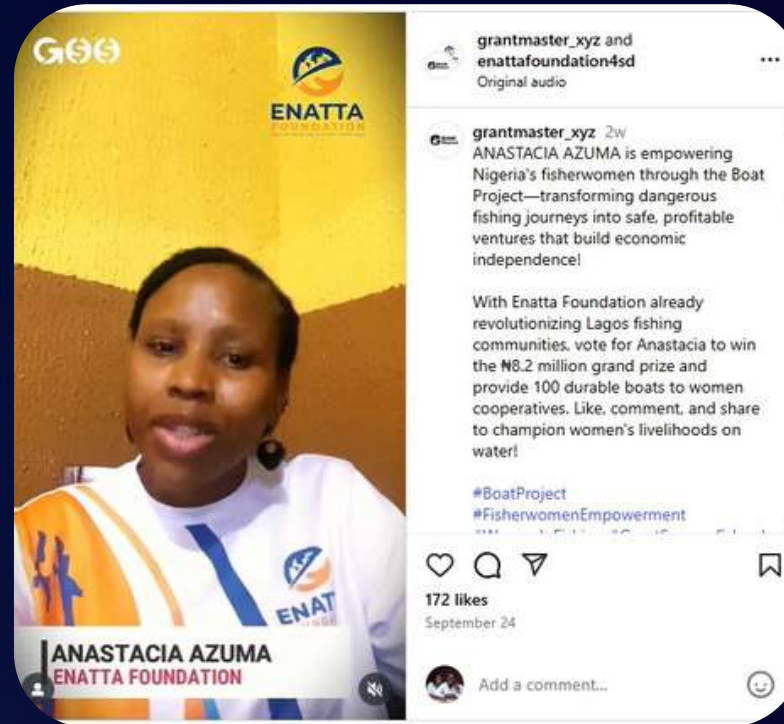 GSS
ENATTA
FOUNDATION
ENAT
ANASTACIA AZUMA
ENATTA FOUNDATION
grantmaster_xyz and
enattafoundation4sd
Original audio
grantmaster_xyz 2w
ANASTACIA AZUMA is empowering
Nigeria's fisherwomen through the Boat
Project—transforming dangerous
fishing journeys into safe, profitable
ventures that build economic
independence!
With Enatta Foundation already
revolutionizing Lagos fishing
communities, vote for Anastacia to win
the ₦8.2 million grand prize and
provide 100 durable boats to women
cooperatives. Like, comment, and share
to champion women's livelihoods on
water!
#BoatProject
#FisherwomenEmpowerment
172 likes
September 24
Add a comment...